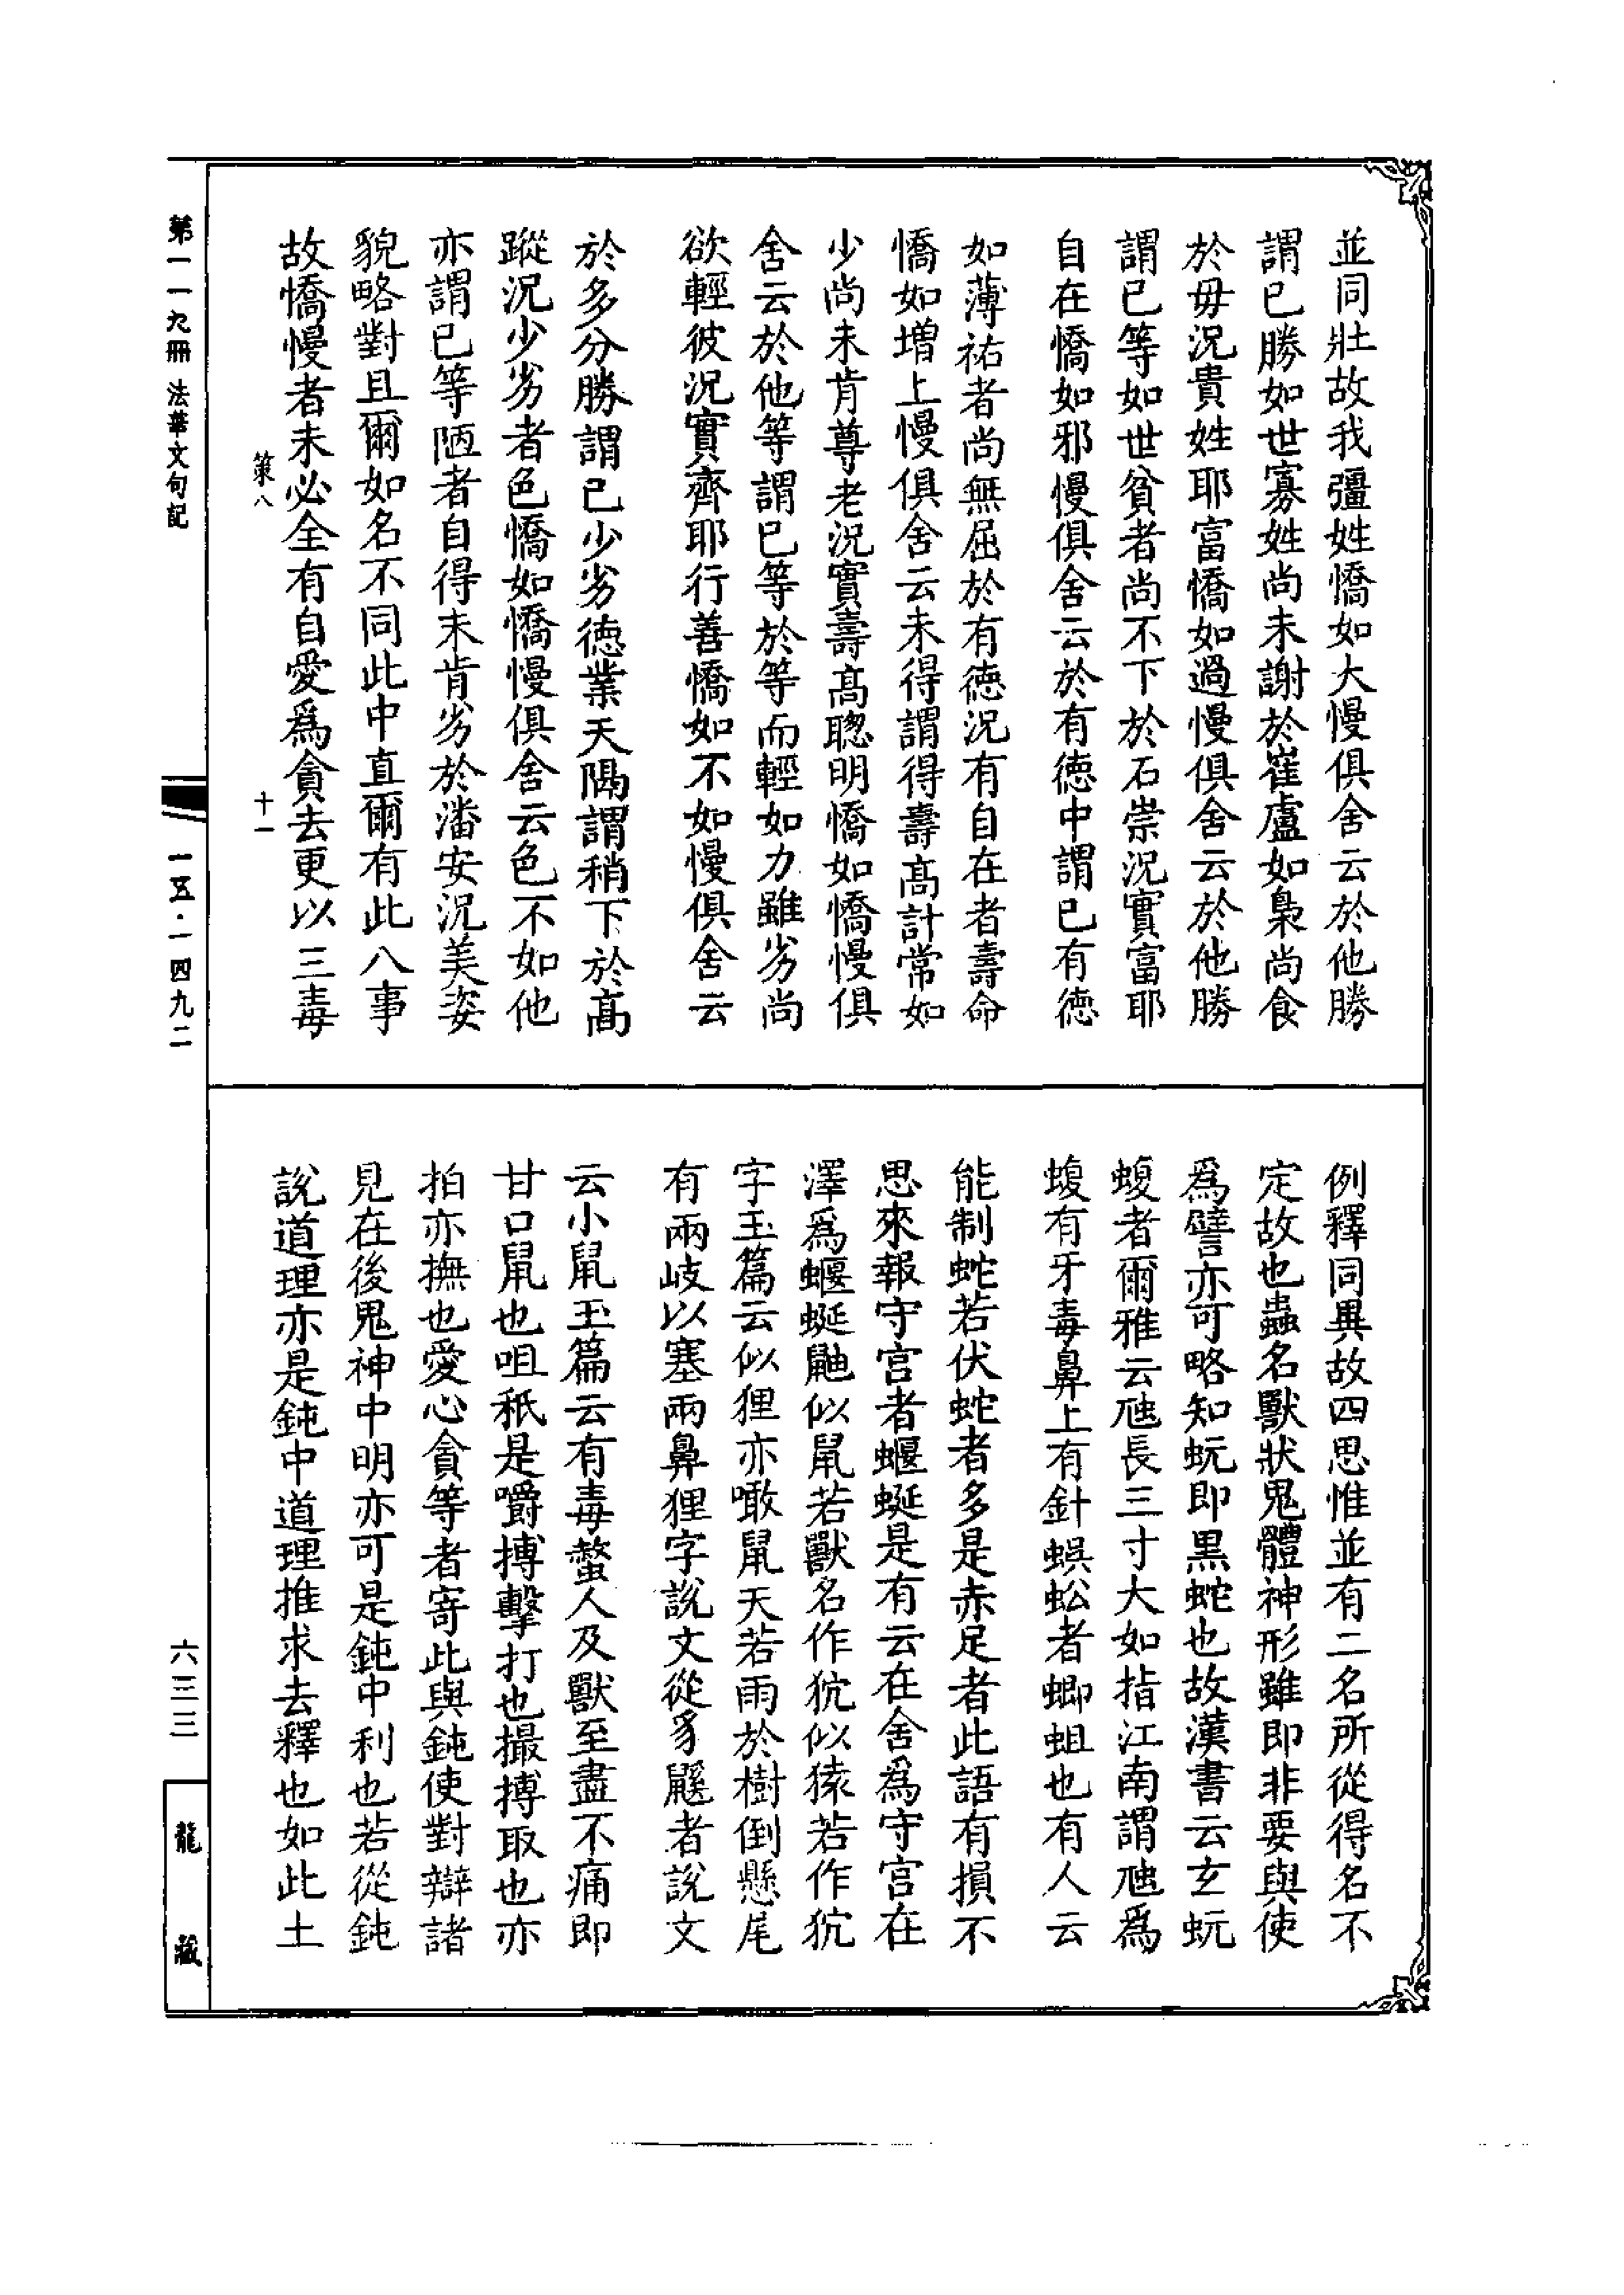 並同壯故我彊姓憍如大慢俱舍云於他勝
謂已勝如世寡姓尚未謝於崔盧如梟尚食
於毋況貴姓耶富憍如過慢俱舍云於他勝
謂已等如世貧者尚不下於石崇況實富耶
自在憍如邪慢俱舍云於有徳中謂已有徳
如薄祐者尚無屈於有徳況有自在者壽命
憍如增上慢俱舍云未得謂得壽髙計常如
少尚未肯尊老況實壽髙聰明憍如憍慢俱
舍云於他等謂已等於等而輕如力雖劣尚
欲輕彼況實齊耶行善憍如不如慢俱舍云
於多分勝謂已少劣徳業天隔謂稍下於髙
蹤況少劣者色憍如憍慢俱舍云色不如他
亦謂已等陋者自得未肯劣於潘安況美姿
貌略對且爾如名不同此中直爾有此八事
故憍慢者未必全有自愛爲貪去更以三毒
策八 十一
例釋同異故四思惟並有二名所從得名不
定故也蟲名獸狀鬼體神形雖即非要與使
爲譬亦可略知蚖即黒蛇也故漢書云玄蚖
蝮者爾雅云虺長三寸大如指江南謂虺爲
蝮有牙毒鼻上有針蜈蚣者蝍蛆也有人云
能制蛇若伏蛇者多是赤足者此語有損不
思來報守宫者蝘蜒是有云在舍爲守宫在
澤爲蝘蜒鼬似鼠若獸名作狖似猿若作狖
字玉篇云似狸亦噉鼠天若雨於樹倒懸尾
有兩岐以塞兩鼻狸字説文從豸鼷者説文
云小鼠玉篇云有毒螫人及獸至盡不痛即
甘口鼠也咀秖是嚼搏擊打也撮搏取也亦
拍亦撫也愛心貪等者寄此與鈍使對辯諸
見在後鬼神中明亦可是鈍中利也若從鈍
説道理亦是鈍中道理推求去釋也如此土
第一一九冊 法華文句記
一五·一四九二
六三三
龍藏